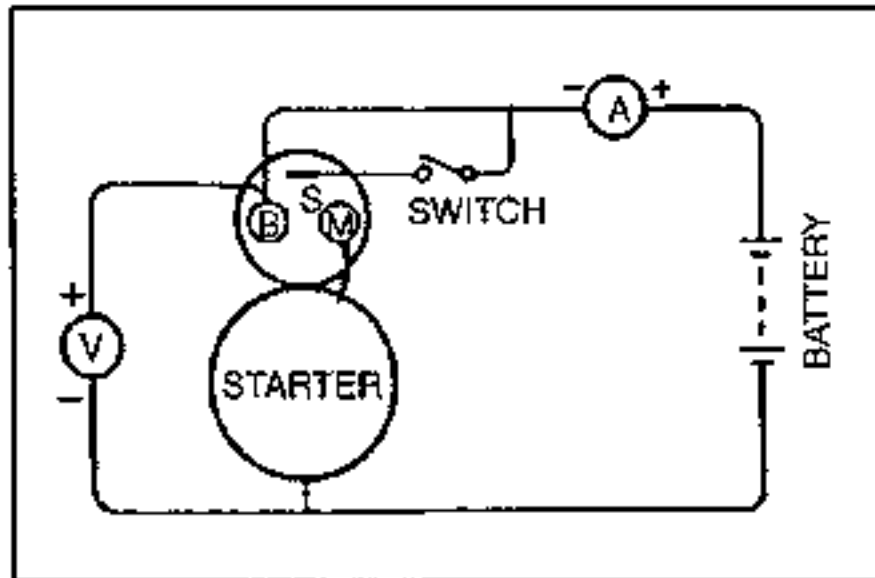 - A +
S
B M
SWITCH
+
V
-
STARTER
BATTERY